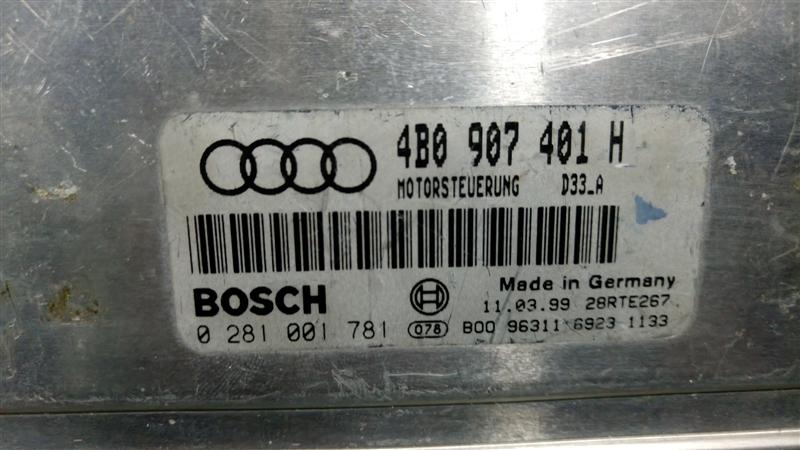 4B0 907 401 H
MOTORSTEUERUNG D33_A
BOSCH
Made in Germany
11.03.99 28RTE267
0 281 001 781 078 B00 96311 6923 1133